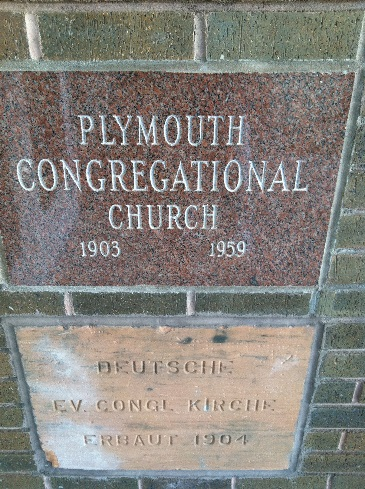 PLYMOUTH
CONGREGATIONAL
CHURCH
1903 1959
DEUTSCHE
EV. CONGL. KIRCHE
ERBAUT 1904